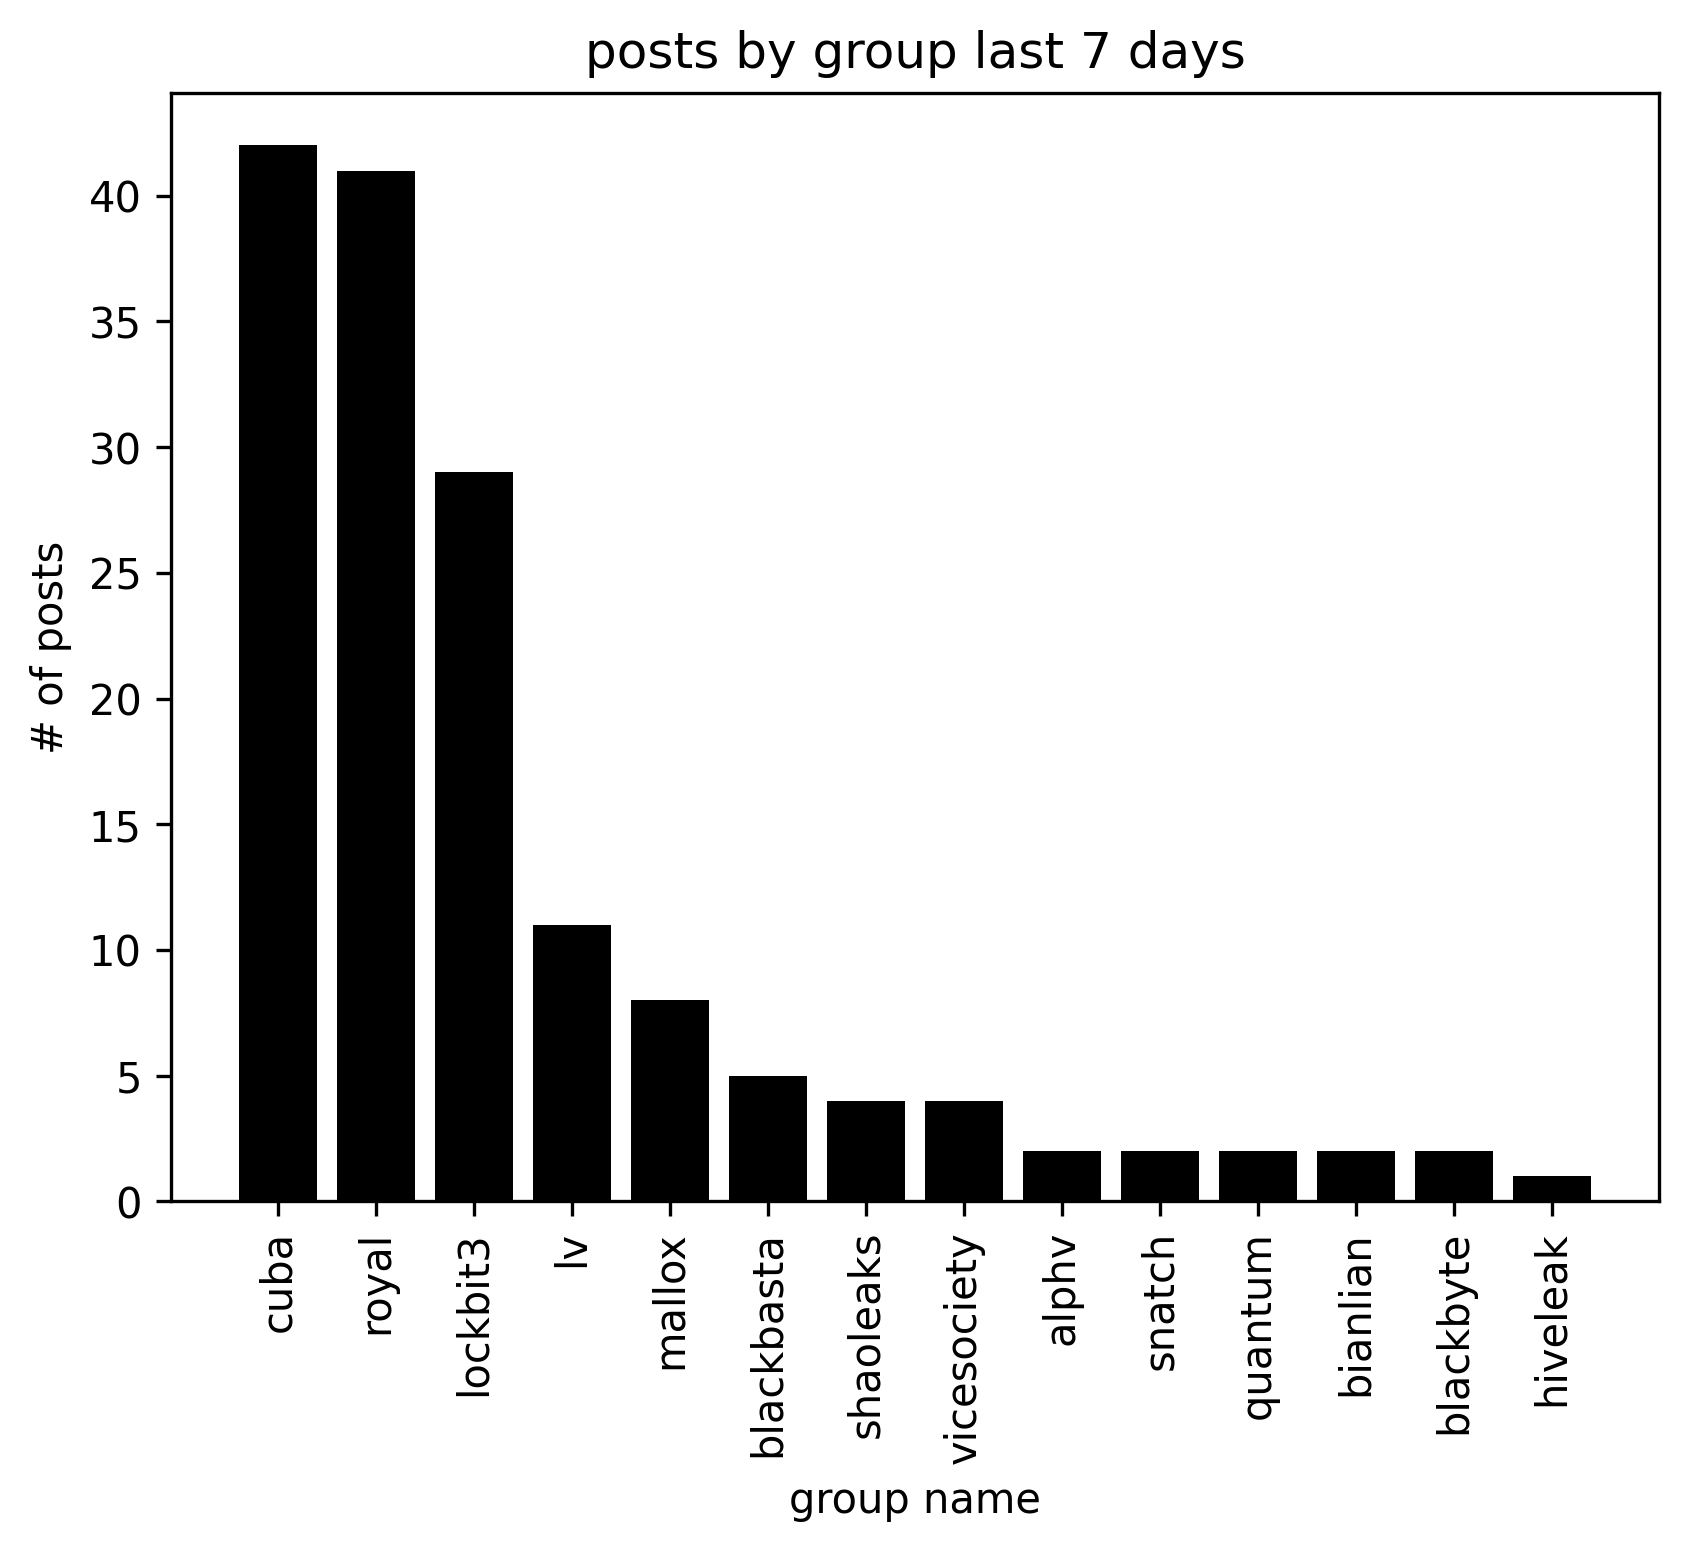 posts by group last 7 days
# of posts
40
35
30
25
20
15
10
5
0
cuba
royal
lockbit3
lv
mallox
blackbasta
shaoleaks
vicesociety
alphv
snatch
quantum
bianlian
blackbyte
hiveleak
group name